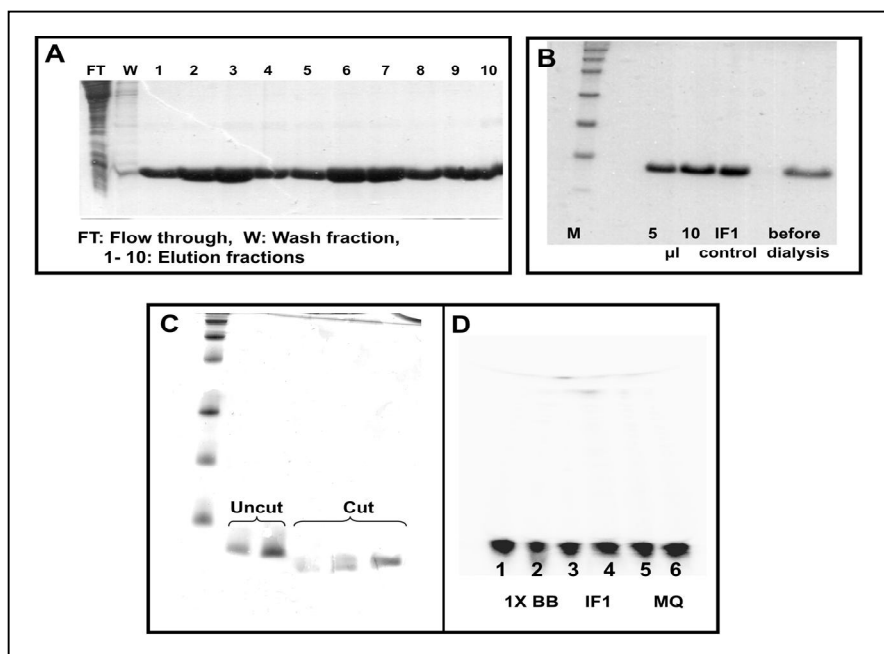 A
FT W 1 2 3 4 5 6 7 8 9 10
FT: Flow through, W: Wash fraction,
1- 10: Elution fractions
B
M 5 10 IF1 before
µl control dialysis
C
Uncut Cut
D
1 2 3 4 5 6
1X BB IF1 MQ